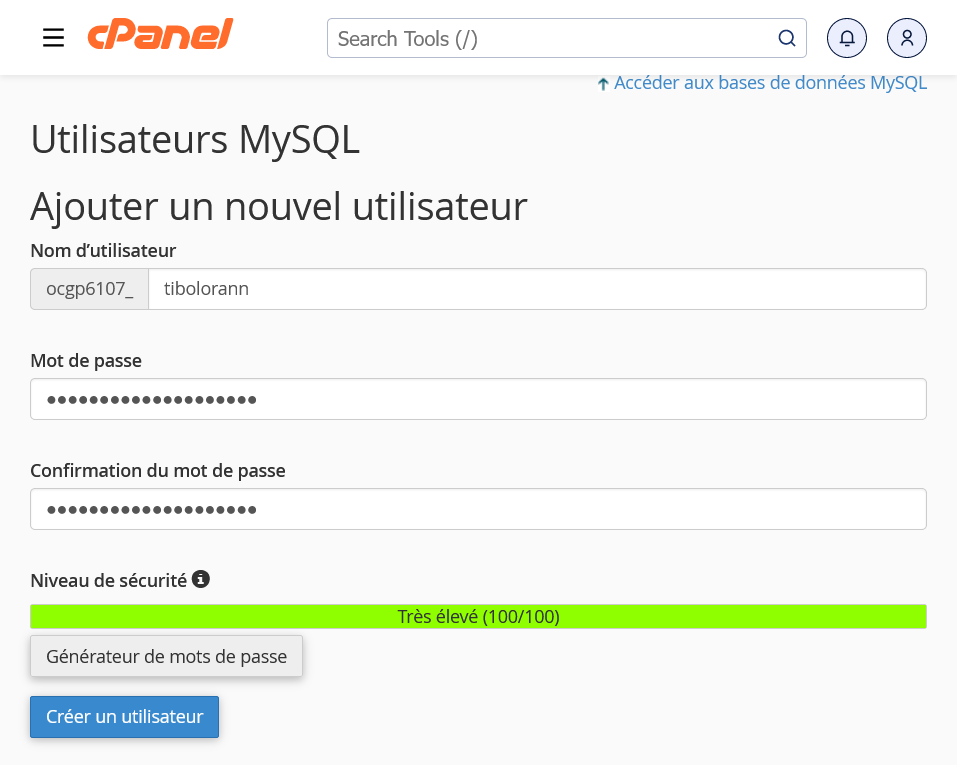 cPanel
Search Tools (/)
Accéder aux bases de données MySQL
Utilisateurs MySQL
Ajouter un nouvel utilisateur
Nom d’utilisateur
ocgp6107_ tibolorann
Mot de passe
••••••••••••••••••••
Confirmation du mot de passe
••••••••••••••••••••
Niveau de sécurité
Très élevé (100/100)
Générateur de mots de passe
Créer un utilisateur